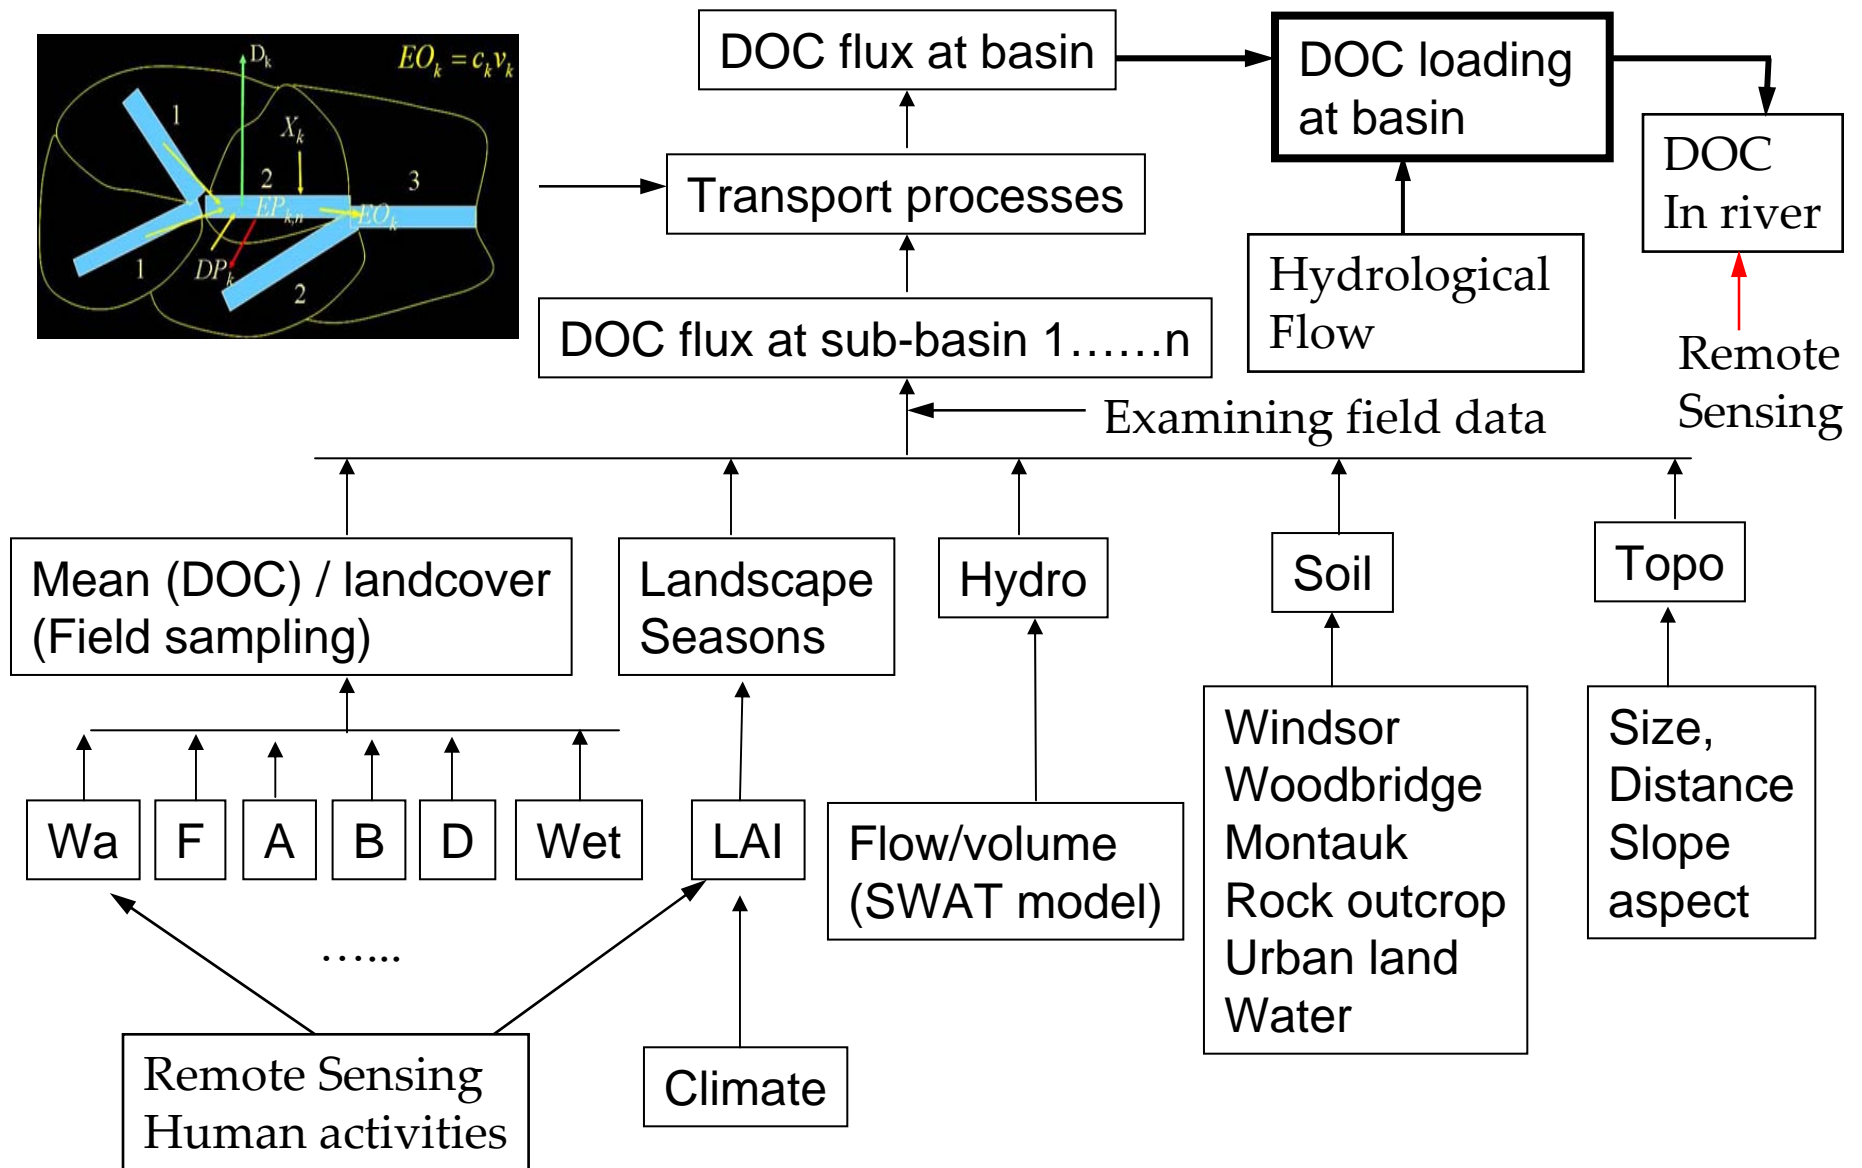 D_k
EO_k = c_k v_k
1
X_k
2
3
EP_k,n
EO_k
1
DP_k
2
DOC flux at basin
DOC loading
at basin
DOC
In river
Transport processes
Hydrological
Flow
DOC flux at sub-basin 1......n
Remote
Sensing
Examining field data
Mean (DOC) / landcover
(Field sampling)
Landscape
Seasons
Hydro
Soil
Topo
Wa
F
A
B
D
Wet
LAI
Flow/volume
(SWAT model)
Windsor
Woodbridge
Montauk
Rock outcrop
Urban land
Water
Size,
Distance
Slope
aspect
…...
Remote Sensing
Human activities
Climate